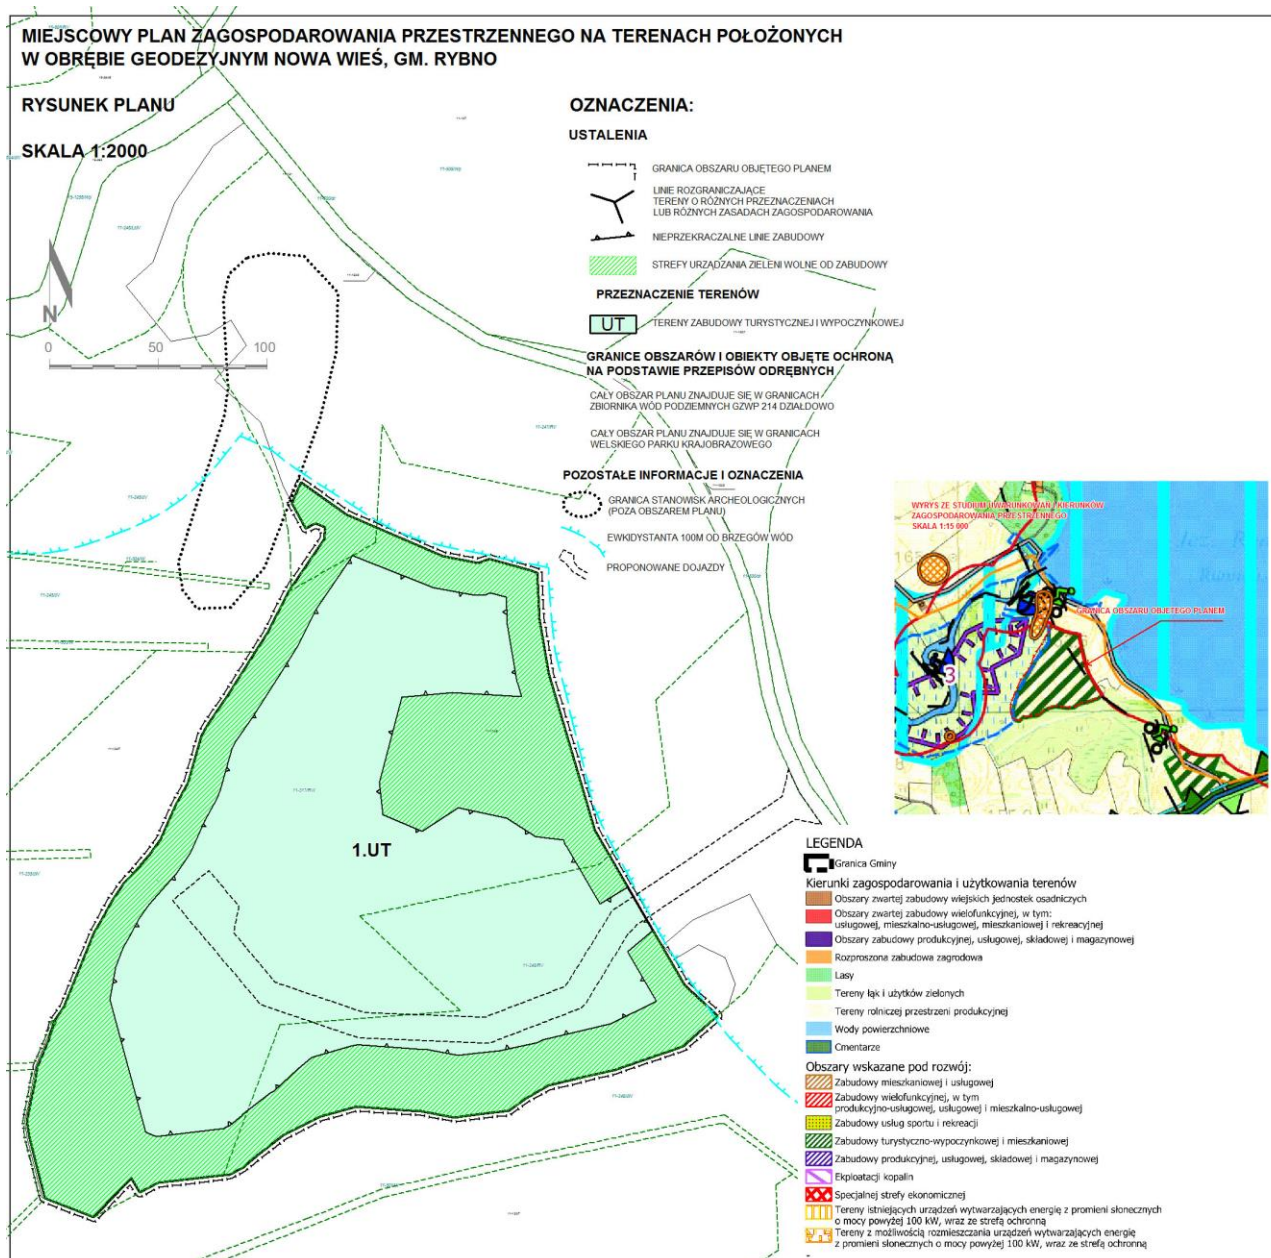 MIEJSCOWY PLAN ZAGOSPODAROWANIA PRZESTRZENNEGO NA TERENACH POŁOŻONYCH
W OBRĘBIE GEODEZYJNYM NOWA WIEŚ, GM. RYBNO
RYSUNEK PLANU
SKALA 1:2000
N
0 50 100
OZNACZENIA:
USTALENIA
GRANICA OBSZARU OBJĘTEGO PLANEM
LINIE ROZGRANICZAJĄCE
TERENY O RÓŻNYCH PRZEZNACZENIACH
LUB RÓŻNYCH ZASADACH ZAGOSPODAROWANIA
NIEPRZEKRACZALNE LINIE ZABUDOWY
STREFY URZĄDZANIA ZIELENI WOLNE OD ZABUDOWY
PRZEZNACZENIE TERENÓW
UT TERENY ZABUDOWY TURYSTYCZNEJ I WYPOCZYNKOWEJ
GRANICE OBSZARÓW I OBIEKTY OBJĘTE OCHRONĄ
NA PODSTAWIE PRZEPISÓW ODRĘBNYCH
CAŁY OBSZAR PLANU ZNAJDUJE SIĘ W GRANICACH
ZBIORNIKA WÓD PODZIEMNYCH GZWP 214 DZIAŁDOWO
CAŁY OBSZAR PLANU ZNAJDUJE SIĘ W GRANICACH
WELSKIEGO PARKU KRAJOBRAZOWEGO
POZOSTAŁE INFORMACJE I OZNACZENIA
GRANICA STANOWISK ARCHEOLOGICZNYCH
(POZA OBSZAREM PLANU)
EWKIDYSTANTA 100M OD BRZEGÓW WÓD
PROPONOWANE DOJAZDY
1.UT
WYRYS ZE STUDIUM UWARUNKOWAŃ I KIERUNKÓW
ZAGOSPODAROWANIA PRZESTRZENNEGO
SKALA 1:15 000
GRANICA OBSZARU OBJĘTEGO PLANEM
3
LEGENDA
Granica Gminy
Kierunki zagospodarowania i użytkowania terenów
Obszary zwartej zabudowy wiejskich jednostek osadniczych
Obszary zwartej zabudowy wielofunkcyjnej, w tym:
usługowej, mieszkalno-usługowej, mieszkaniowej i rekreacyjnej
Obszary zabudowy produkcyjnej, usługowej, składowej i magazynowej
Rozproszona zabudowa zagrodowa
Lasy
Tereny łąk i użytków zielonych
Tereny rolniczej przestrzeni produkcyjnej
Wody powierzchniowe
Cmentarze
Obszary wskazane pod rozwój:
Zabudowy mieszkaniowej i usługowej
Zabudowy wielofunkcyjnej, w tym
produkcyjno-usługowej, usługowej i mieszkalno-usługowej
Zabudowy usług sportu i rekreacji
Zabudowy turystyczno-wypoczynkowej i mieszkaniowej
Zabudowy produkcyjnej, usługowej, składowej i magazynowej
Ekploatacji kopalin
Specjalnej strefy ekonomicznej
Tereny istniejących urządzeń wytwarzających energię z promieni słonecznych
o mocy powyżej 100 kW, wraz ze strefą ochronną
Tereny z możliwością rozmieszczania urządzeń wytwarzających energię
z promieni słonecznych o mocy powyżej 100 kW, wraz ze strefą ochronną